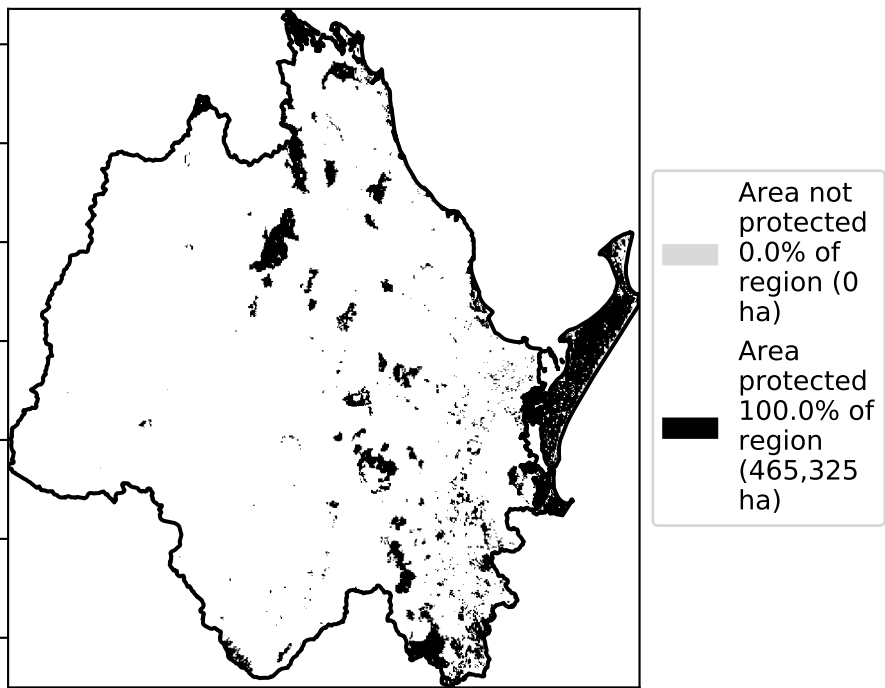 Area not
protected
0.0% of
region (0
ha)
Area
protected
100.0% of
region
(465,325
ha)